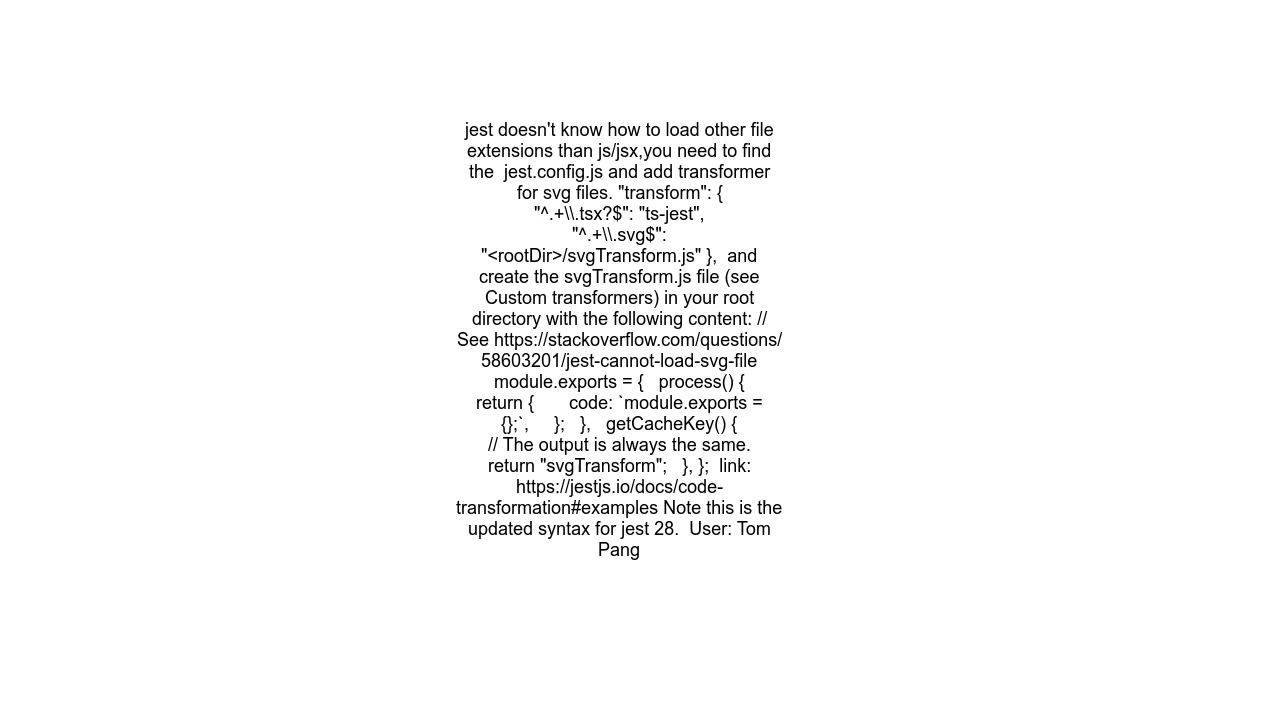 jest doesn't know how to load other file
extensions than js/jsx,you need to find
the  jest.config.js and add transformer
for svg files. "transform": {
"^.+\\.tsx?$": "ts-jest",
"^.+\\.svg$":
"<rootDir>/svgTransform.js" },  and
create the svgTransform.js file (see
Custom transformers) in your root
directory with the following content: //
See https://stackoverflow.com/questions/
58603201/jest-cannot-load-svg-file
module.exports = {   process() {
return {       code: `module.exports =
{};`,     };   },   getCacheKey() {
// The output is always the same.
return "svgTransform";   }, };  link:
https://jestjs.io/docs/code-
transformation#examples Note this is the
updated syntax for jest 28.  User: Tom
Pang